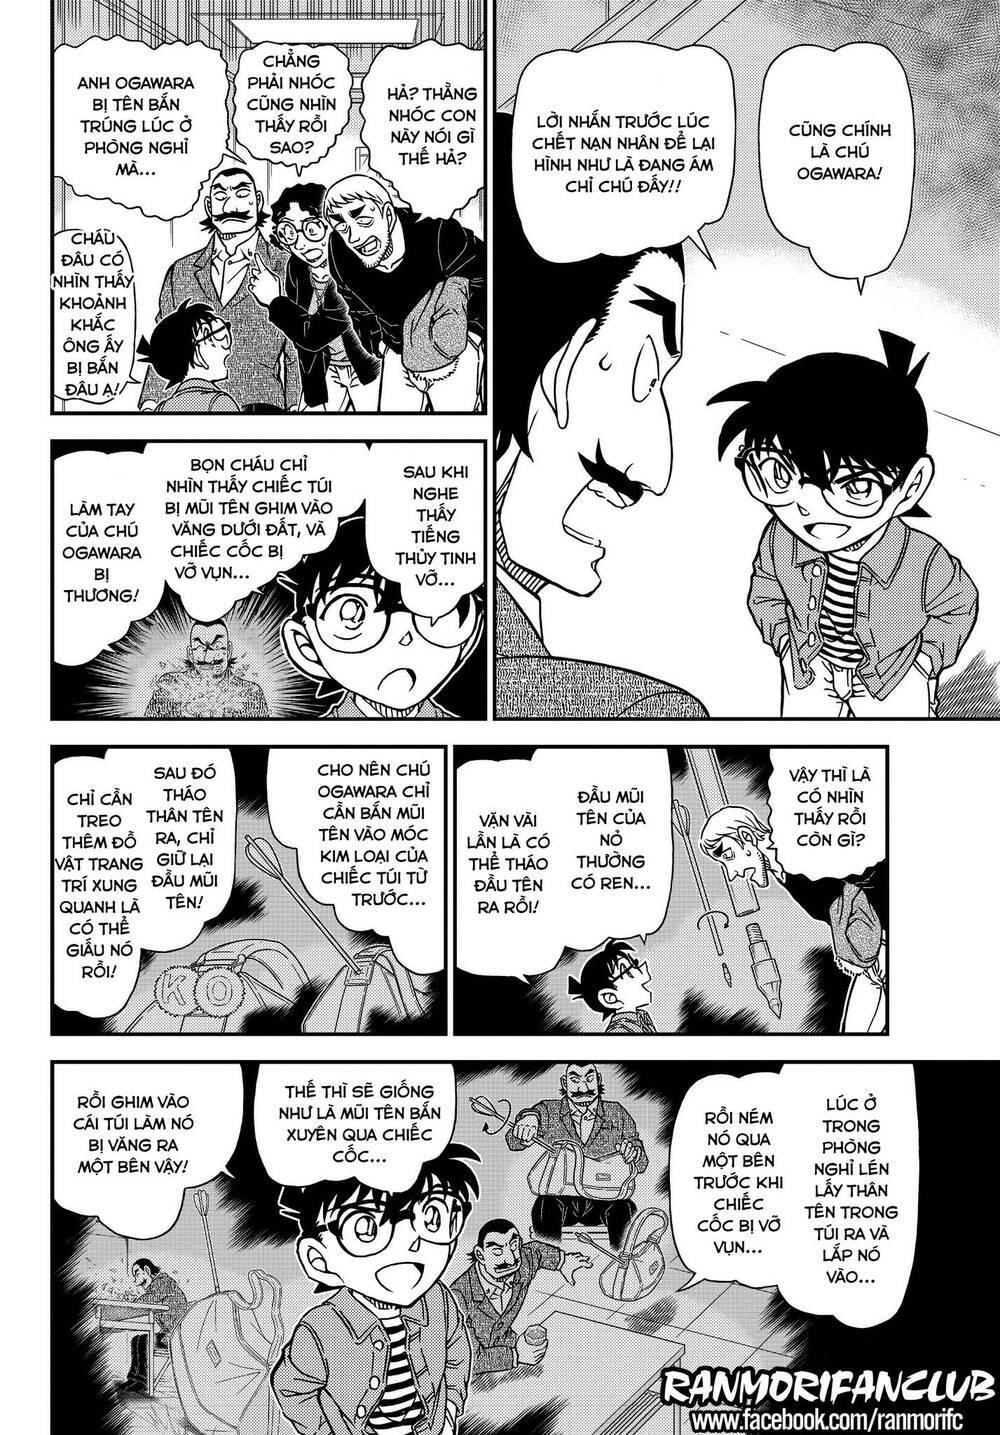 CŨNG CHÍNH
LÀ CHÚ
OGAWARA!
LỜI NHẮN TRƯỚC LÚC
CHẾT NẠN NHÂN ĐỂ LẠI
HÌNH NHƯ LÀ ĐANG ÁM
CHỈ CHÚ ĐẤY!!
HẢ? THẰNG
NHÓC CON
NÀY NÓI GÌ
THẾ HẢ?
CHẲNG
PHẢI NHÓC
CŨNG NHÌN
THẤY RỒI
SAO?
ANH OGAWARA
BỊ TÊN BẮN
TRÚNG LÚC Ở
PHÒNG NGHỈ
MÀ...
CHÁU
ĐÂU CÓ
NHÌN THẤY
KHOẢNH
KHẮC
ÔNG ẤY
BỊ BẮN
ĐÂU Ạ!
SAU KHI
NGHE
THẤY
TIẾNG
THỦY TINH
VỠ...
BỌN CHÁU CHỈ
NHÌN THẤY CHIẾC TÚI
BỊ MŨI TÊN GHIM VÀO
VĂNG DƯỚI ĐẤT, VÀ
CHIẾC CỐC BỊ
VỠ VỤN...
LÀM TAY
CỦA CHÚ
OGAWARA
BỊ
THƯƠNG!
VẬY THÌ LÀ
CÓ NHÌN
THẤY RỒI
CÒN GÌ?
ĐẦU MŨI
TÊN CỦA
NỎ
THƯỜNG
CÓ REN...
VẶN VÀI
LẦN LÀ CÓ
THỂ THÁO
ĐẦU TÊN
RA RỒI!
CHO NÊN CHÚ
OGAWARA CHỈ
CẦN BẮN MŨI
TÊN VÀO MÓC
KIM LOẠI CỦA
CHIẾC TÚI TỪ
TRƯỚC...
SAU ĐÓ
THÁO
THÂN TÊN
RA, CHỈ
GIỮ LẠI
ĐẦU MŨI
TÊN!
CHỈ CẦN
TREO
THÊM ĐỒ
VẬT TRANG
TRÍ XUNG
QUANH LÀ
CÓ THỂ
GIẤU NÓ
RỒI!
KO
LÚC Ở
TRONG
PHÒNG
NGHỈ LÉN
LẤY THÂN
TÊN TRONG
TÚI RA VÀ
LẮP NÓ
VÀO...
RỒI NÉM
NÓ QUA
MỘT BÊN
TRƯỚC KHI
CHIẾC
CỐC BỊ VỠ
VỤN...
THẾ THÌ SẼ GIỐNG
NHƯ LÀ MŨI TÊN BẮN
XUYÊN QUA CHIẾC
CỐC...
RỒI GHIM VÀO
CÁI TÚI LÀM NÓ
BỊ VĂNG RA
MỘT BÊN VẬY!
RANMORIFANCLUB
www.facebook.com/ranmorifc